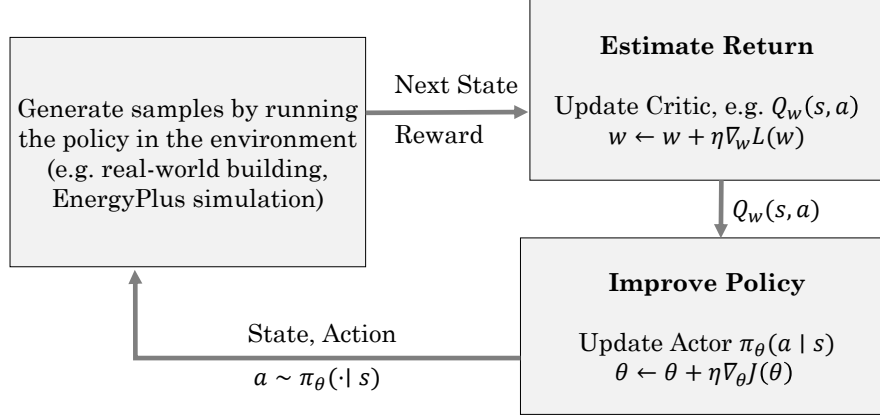 Generate samples by running
the policy in the environment
(e.g. real-world building,
EnergyPlus simulation)
Next State
Reward
Estimate Return
Update Critic, e.g. Q_w(s, a)
w ← w + η∇_w L(w)
Q_w(s, a)
Improve Policy
Update Actor π_θ(a ∣ s)
θ ← θ + η∇_θ J(θ)
State, Action
a ~ π_θ(·∣ s)